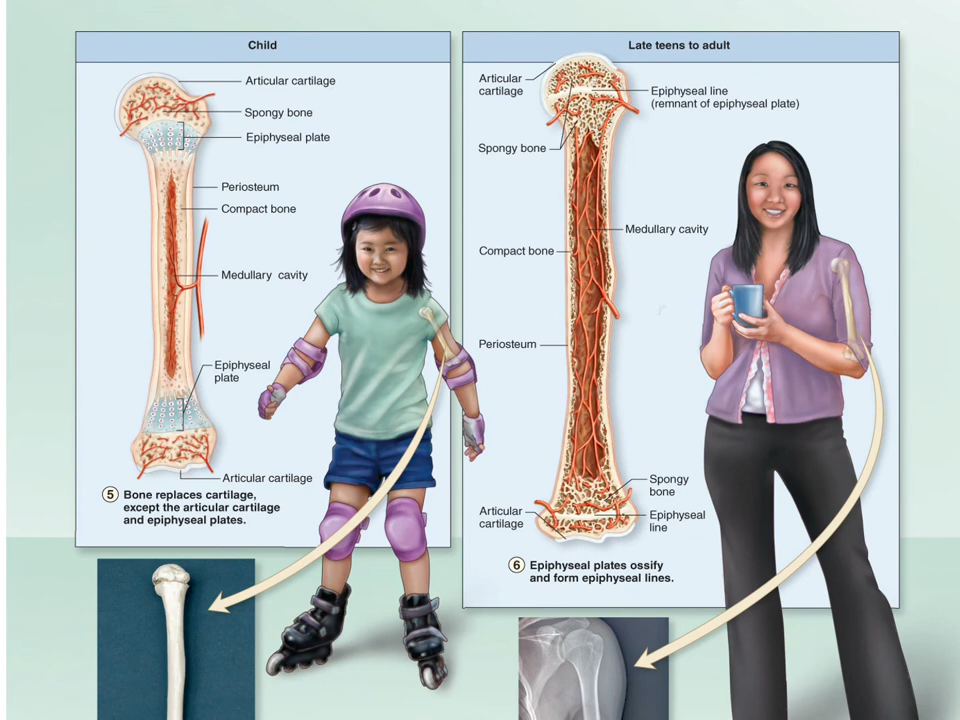 Child
Articular cartilage
Spongy bone
Epiphyseal plate
Periosteum
Compact bone
Medullary cavity
Epiphyseal
plate
Articular cartilage
5 Bone replaces cartilage,
except the articular cartilage
and epiphyseal plates.
Late teens to adult
Articular
cartilage
Epiphyseal line
(remnant of epiphyseal plate)
Spongy bone
Medullary cavity
Compact bone
Periosteum
Spongy
bone
Articular
cartilage
Epiphyseal
line
6 Epiphyseal plates ossify
and form epiphyseal lines.